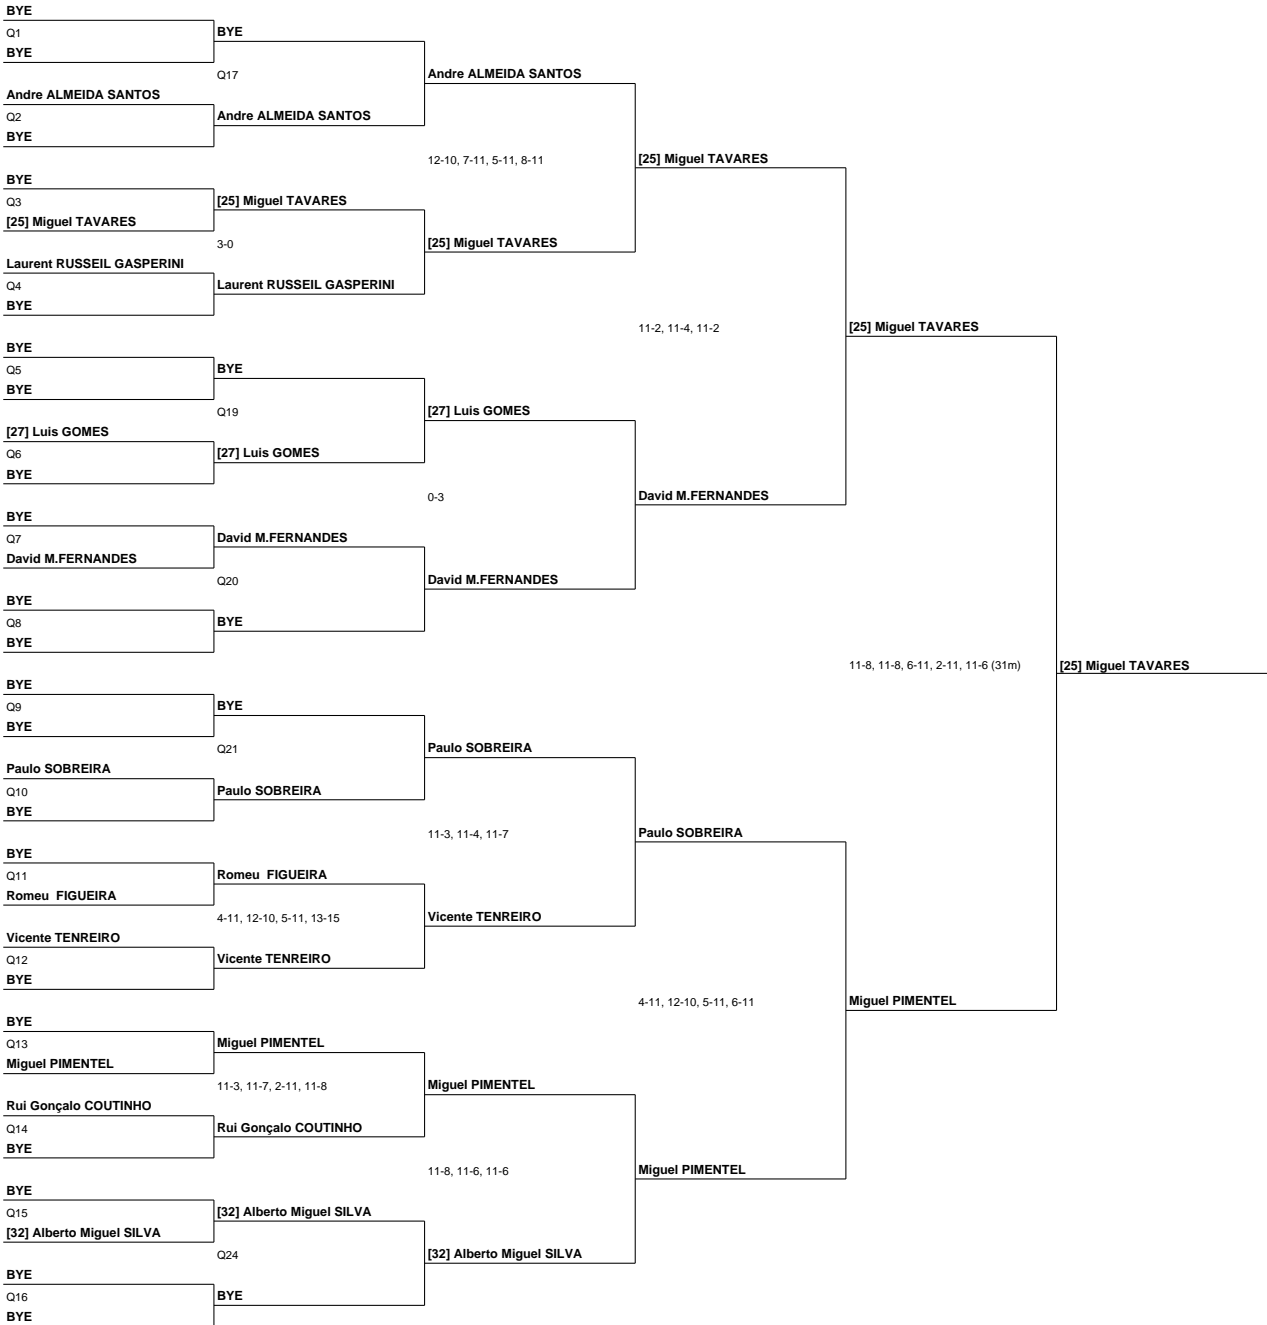 BYE
Q1
BYE
BYE
Q17
Andre ALMEIDA SANTOS
Andre ALMEIDA SANTOS
Q2
Andre ALMEIDA SANTOS
BYE
12-10, 7-11, 5-11, 8-11
[25] Miguel TAVARES
BYE
Q3
[25] Miguel TAVARES
[25] Miguel TAVARES
3-0
[25] Miguel TAVARES
Laurent RUSSEIL GASPERINI
Q4
Laurent RUSSEIL GASPERINI
BYE
11-2, 11-4, 11-2
[25] Miguel TAVARES
BYE
Q5
BYE
BYE
Q19
[27] Luis GOMES
[27] Luis GOMES
Q6
[27] Luis GOMES
BYE
0-3
David M.FERNANDES
BYE
Q7
David M.FERNANDES
David M.FERNANDES
Q20
David M.FERNANDES
BYE
Q8
BYE
BYE
11-8, 11-8, 6-11, 2-11, 11-6 (31m)
[25] Miguel TAVARES
BYE
Q9
BYE
BYE
Q21
Paulo SOBREIRA
Paulo SOBREIRA
Q10
Paulo SOBREIRA
BYE
11-3, 11-4, 11-7
Paulo SOBREIRA
BYE
Q11
Romeu  FIGUEIRA
Romeu  FIGUEIRA
4-11, 12-10, 5-11, 13-15
Vicente TENREIRO
Vicente TENREIRO
Q12
Vicente TENREIRO
BYE
4-11, 12-10, 5-11, 6-11
Miguel PIMENTEL
BYE
Q13
Miguel PIMENTEL
Miguel PIMENTEL
11-3, 11-7, 2-11, 11-8
Miguel PIMENTEL
Rui Gonçalo COUTINHO
Q14
Rui Gonçalo COUTINHO
BYE
11-8, 11-6, 11-6
Miguel PIMENTEL
BYE
Q15
[32] Alberto Miguel SILVA
[32] Alberto Miguel SILVA
Q24
[32] Alberto Miguel SILVA
BYE
Q16
BYE
BYE